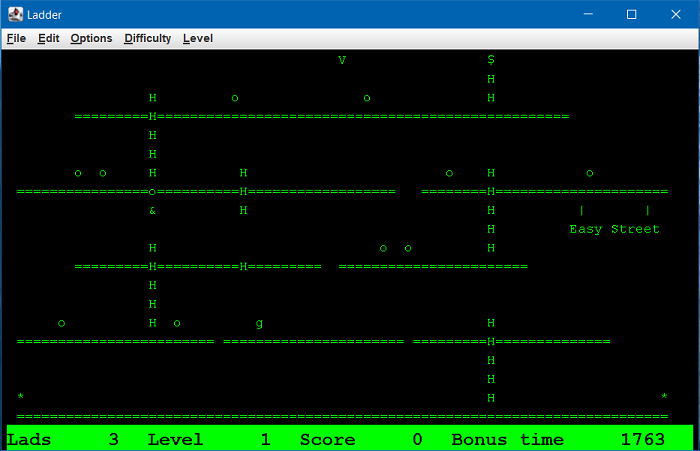 Ladder
File Edit Options Difficulty Level
V $
H
H o o H
=========H==================================================
H
H
o o H H o H o
================o==========H================== ========H=====================
& H H | |
H Easy Street
H o o H
=========H==========H========= =======================
H
H
H
o H o g H
======================== ====================== =========H==============
H
H
* H *
===============================================================================
Lads 3 Level 1 Score 0 Bonus time 1763